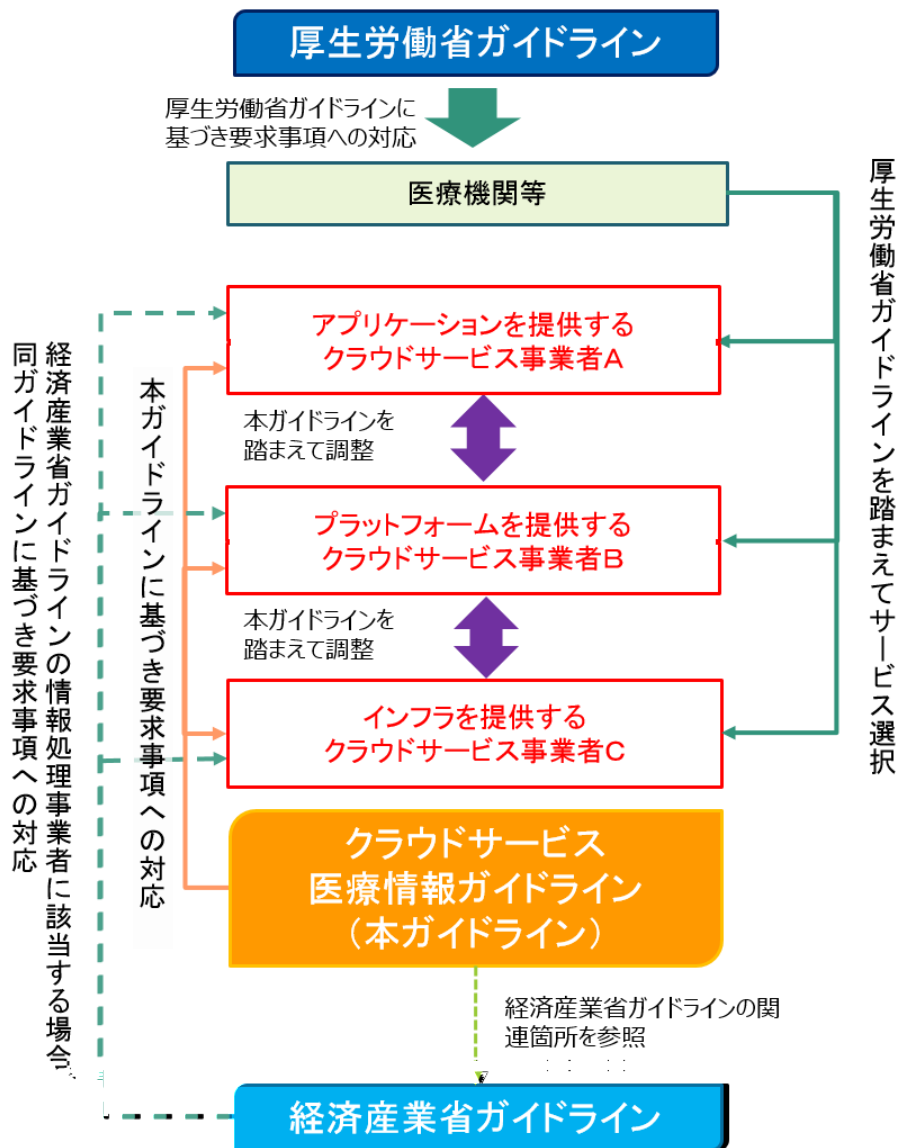 厚生労働省ガイドライン
厚生労働省ガイドラインに
基づき要求事項への対応
医療機関等
厚生労働省ガイドラインを踏まえてサービス選択
アプリケーションを提供する
クラウドサービス事業者A
本ガイドラインを
踏まえて調整
プラットフォームを提供する
クラウドサービス事業者B
本ガイドラインを
踏まえて調整
インフラを提供する
クラウドサービス事業者C
本ガイドラインに基づき要求事項への対応
経済産業省ガイドラインの情報処理事業者に該当する場合、
同ガイドラインに基づき要求事項への対応
クラウドサービス
医療情報ガイドライン
（本ガイドライン）
経済産業省ガイドラインの関
連箇所を参照
経済産業省ガイドライン